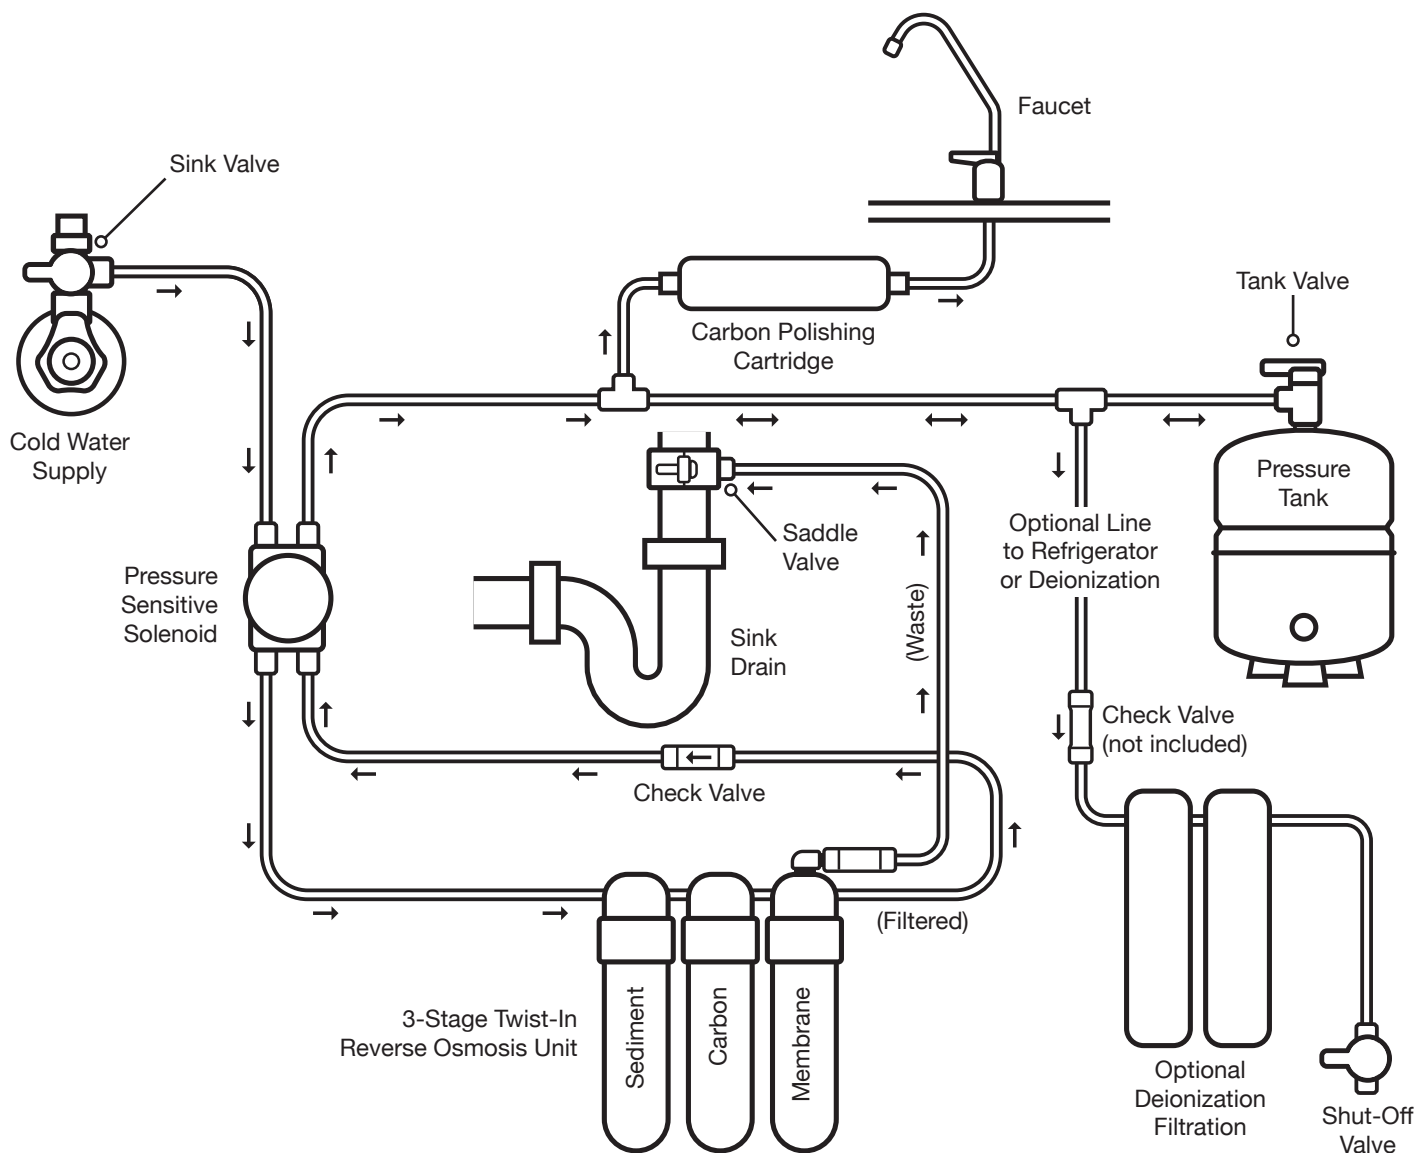 Faucet
Sink Valve
Tank Valve
Carbon Polishing
Cartridge
Cold Water
Supply
Pressure
Tank
Optional Line
to Refrigerator
or Deionization
Saddle
Valve
Pressure
Sensitive
Solenoid
(Waste)
Sink
Drain
Check Valve
(not included)
Check Valve
(Filtered)
3-Stage Twist-In
Reverse Osmosis Unit
Sediment
Carbon
Membrane
Optional
Deionization
Filtration
Shut-Off
Valve